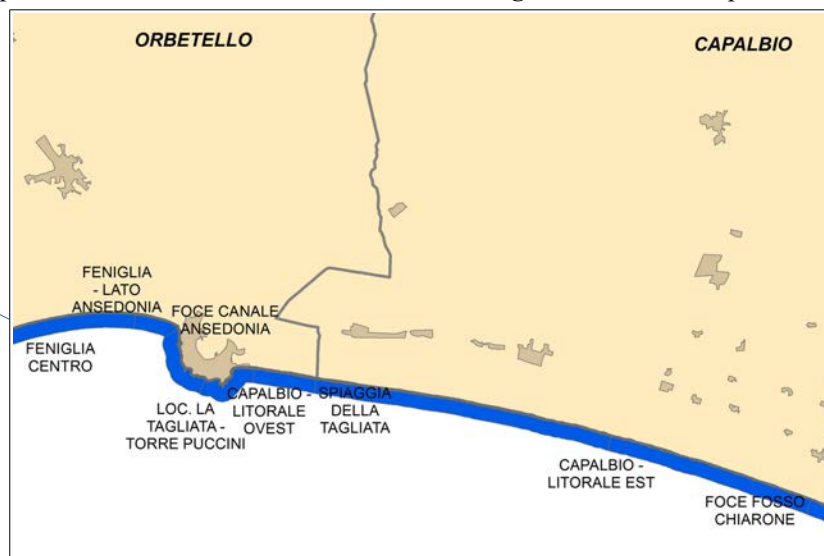 ORBETELLO
CAPALBIO
FENIGLIA
- LATO
ANSEDONIA
FOCE CANALE
ANSEDONIA
FENIGLIA
CENTRO
LOC. LA
TAGLIATA -
TORRE PUCCINI
CAPALBIO -
LITORALE
OVEST
SPIAGGIA
DELLA
TAGLIATA
CAPALBIO -
LITORALE EST
FOCE FOSSO
CHIARONE